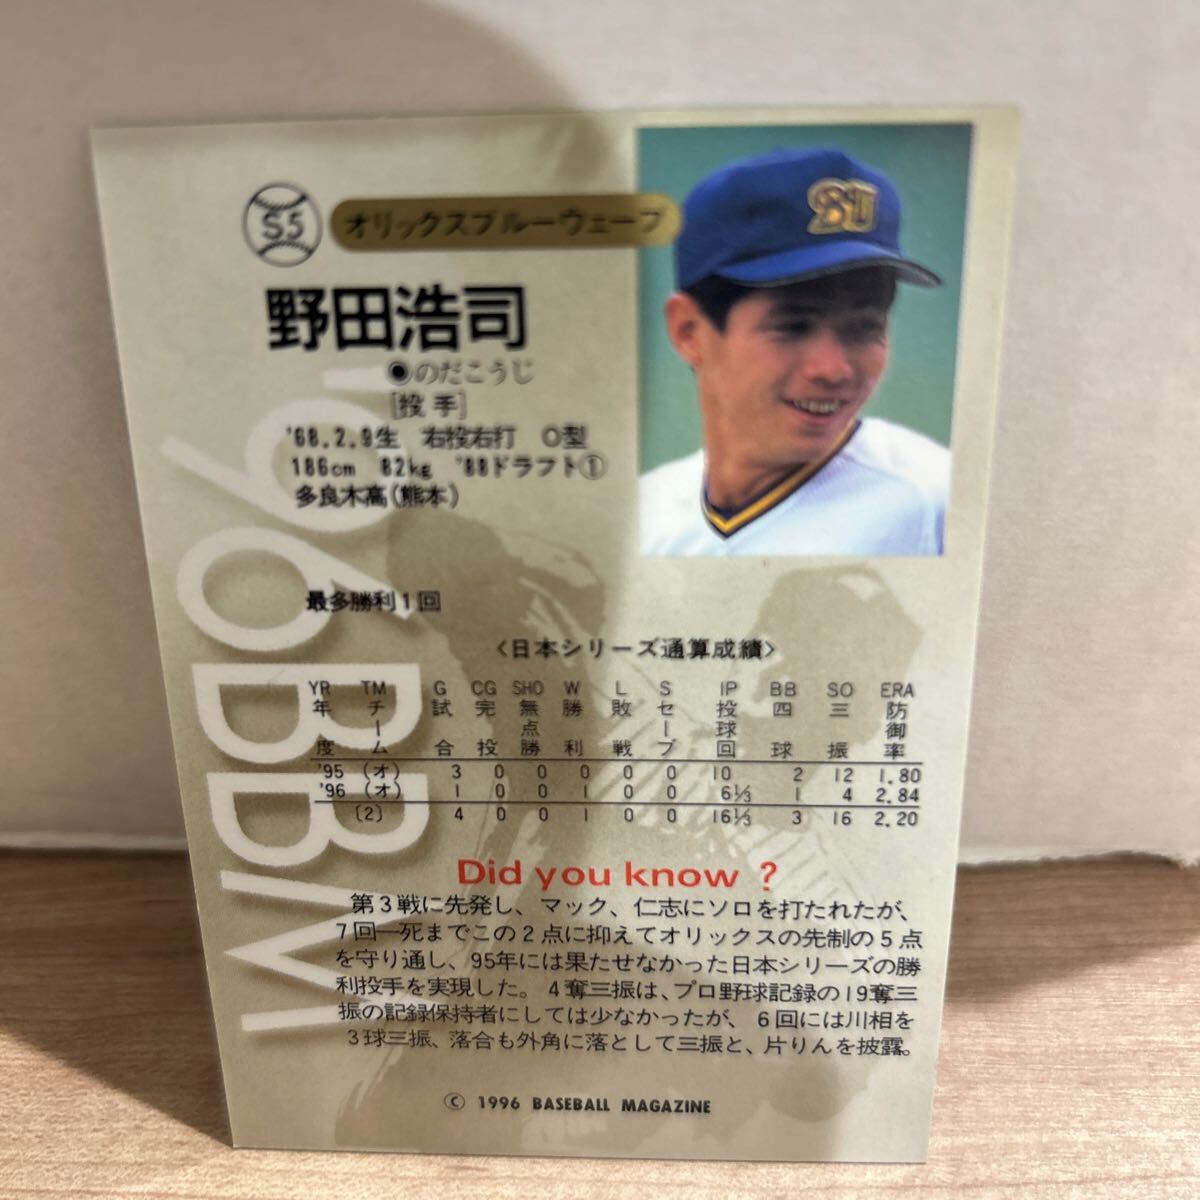 S5
オリックスブルーウェーブ
BW
野田浩司
●のだこうじ
[投手]
'68.2.9生 右投右打 O型
186cm 82kg '88ドラフト①
多良木高(熊本)
最多勝利1回
〈日本シリーズ通算成績〉
YR TM G CG SHO W L S IP BB SO ERA
年度 チーム 試合 完投 無点勝 勝利 敗戦 セーブ 投球回 四球 三振 防御率
'95 (オ) 3 0 0 0 0 0 10 2 12 1.80
'96 (オ) 1 0 0 1 0 0 6⅓ 1 4 2.84
〔2〕 4 0 0 1 0 0 16⅓ 3 16 2.20
Did you know ?
第3戦に先発し、マック、仁志にソロを打たれたが、
7回一死までこの2点に抑えてオリックスの先制の5点
を守り通し、95年には果たせなかった日本シリーズの勝
利投手を実現した。4奪三振は、プロ野球記録の19奪三
振の記録保持者にしては少なかったが、6回には川相を
3球三振、落合も外角に落として三振と、片りんを披露。
© 1996 BASEBALL MAGAZINE
'96BBM